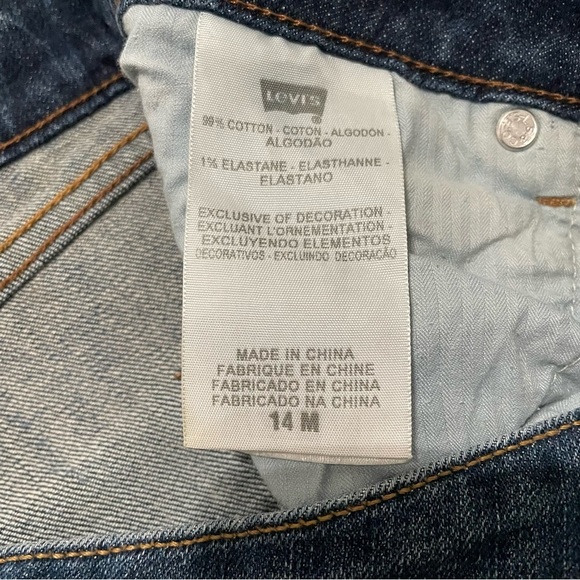 LEVI'S
®
99% COTTON - COTON - ALGODÓN -
ALGODÃO
1% ELASTANE - ELASTHANNE -
ELASTANO
EXCLUSIVE OF DECORATION -
EXCLUANT L'ORNEMENTATION -
EXCLUYENDO ELEMENTOS
DECORATIVOS - EXCLUINDO DECORAÇÃO
MADE IN CHINA
FABRIQUE EN CHINE
FABRICADO EN CHINA
FABRICADO NA CHINA
14 M